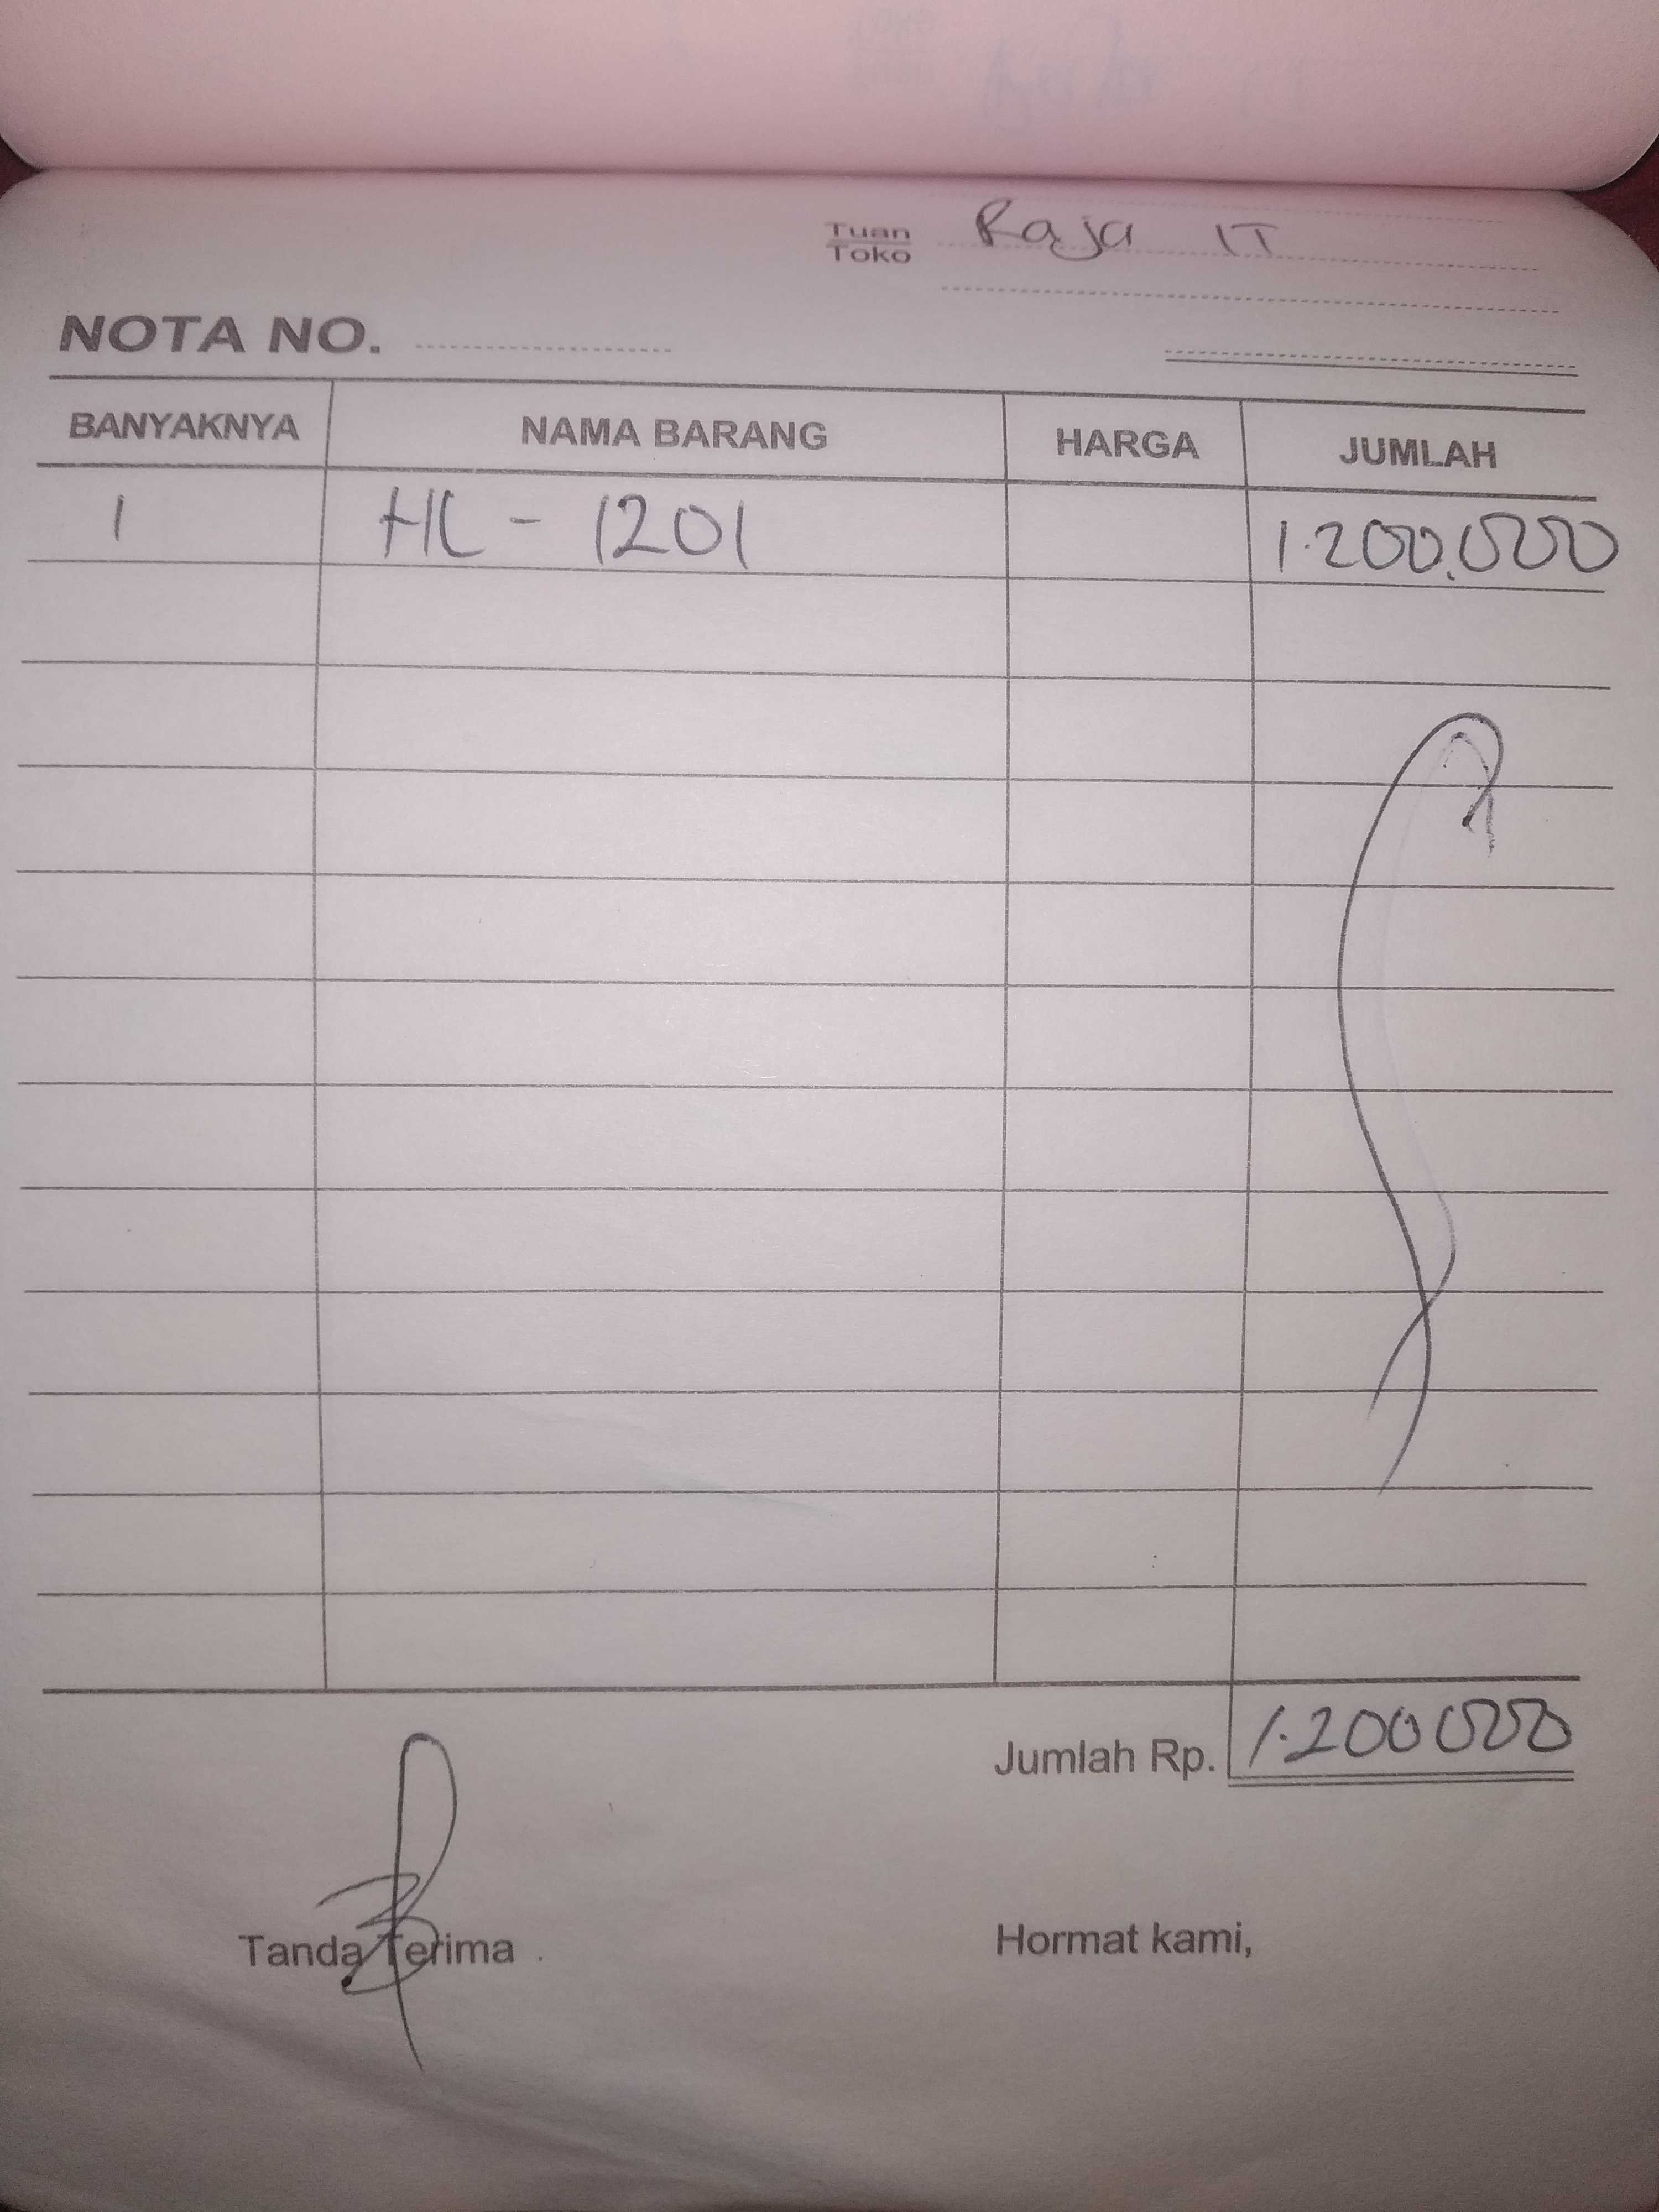 Tuan
Toko Raja IT
NOTA NO.
BANYAKNYA NAMA BARANG HARGA JUMLAH
1 HL - 1201 1.200.000
Jumlah Rp. 1.200 000
Tanda Terima
Hormat kami,